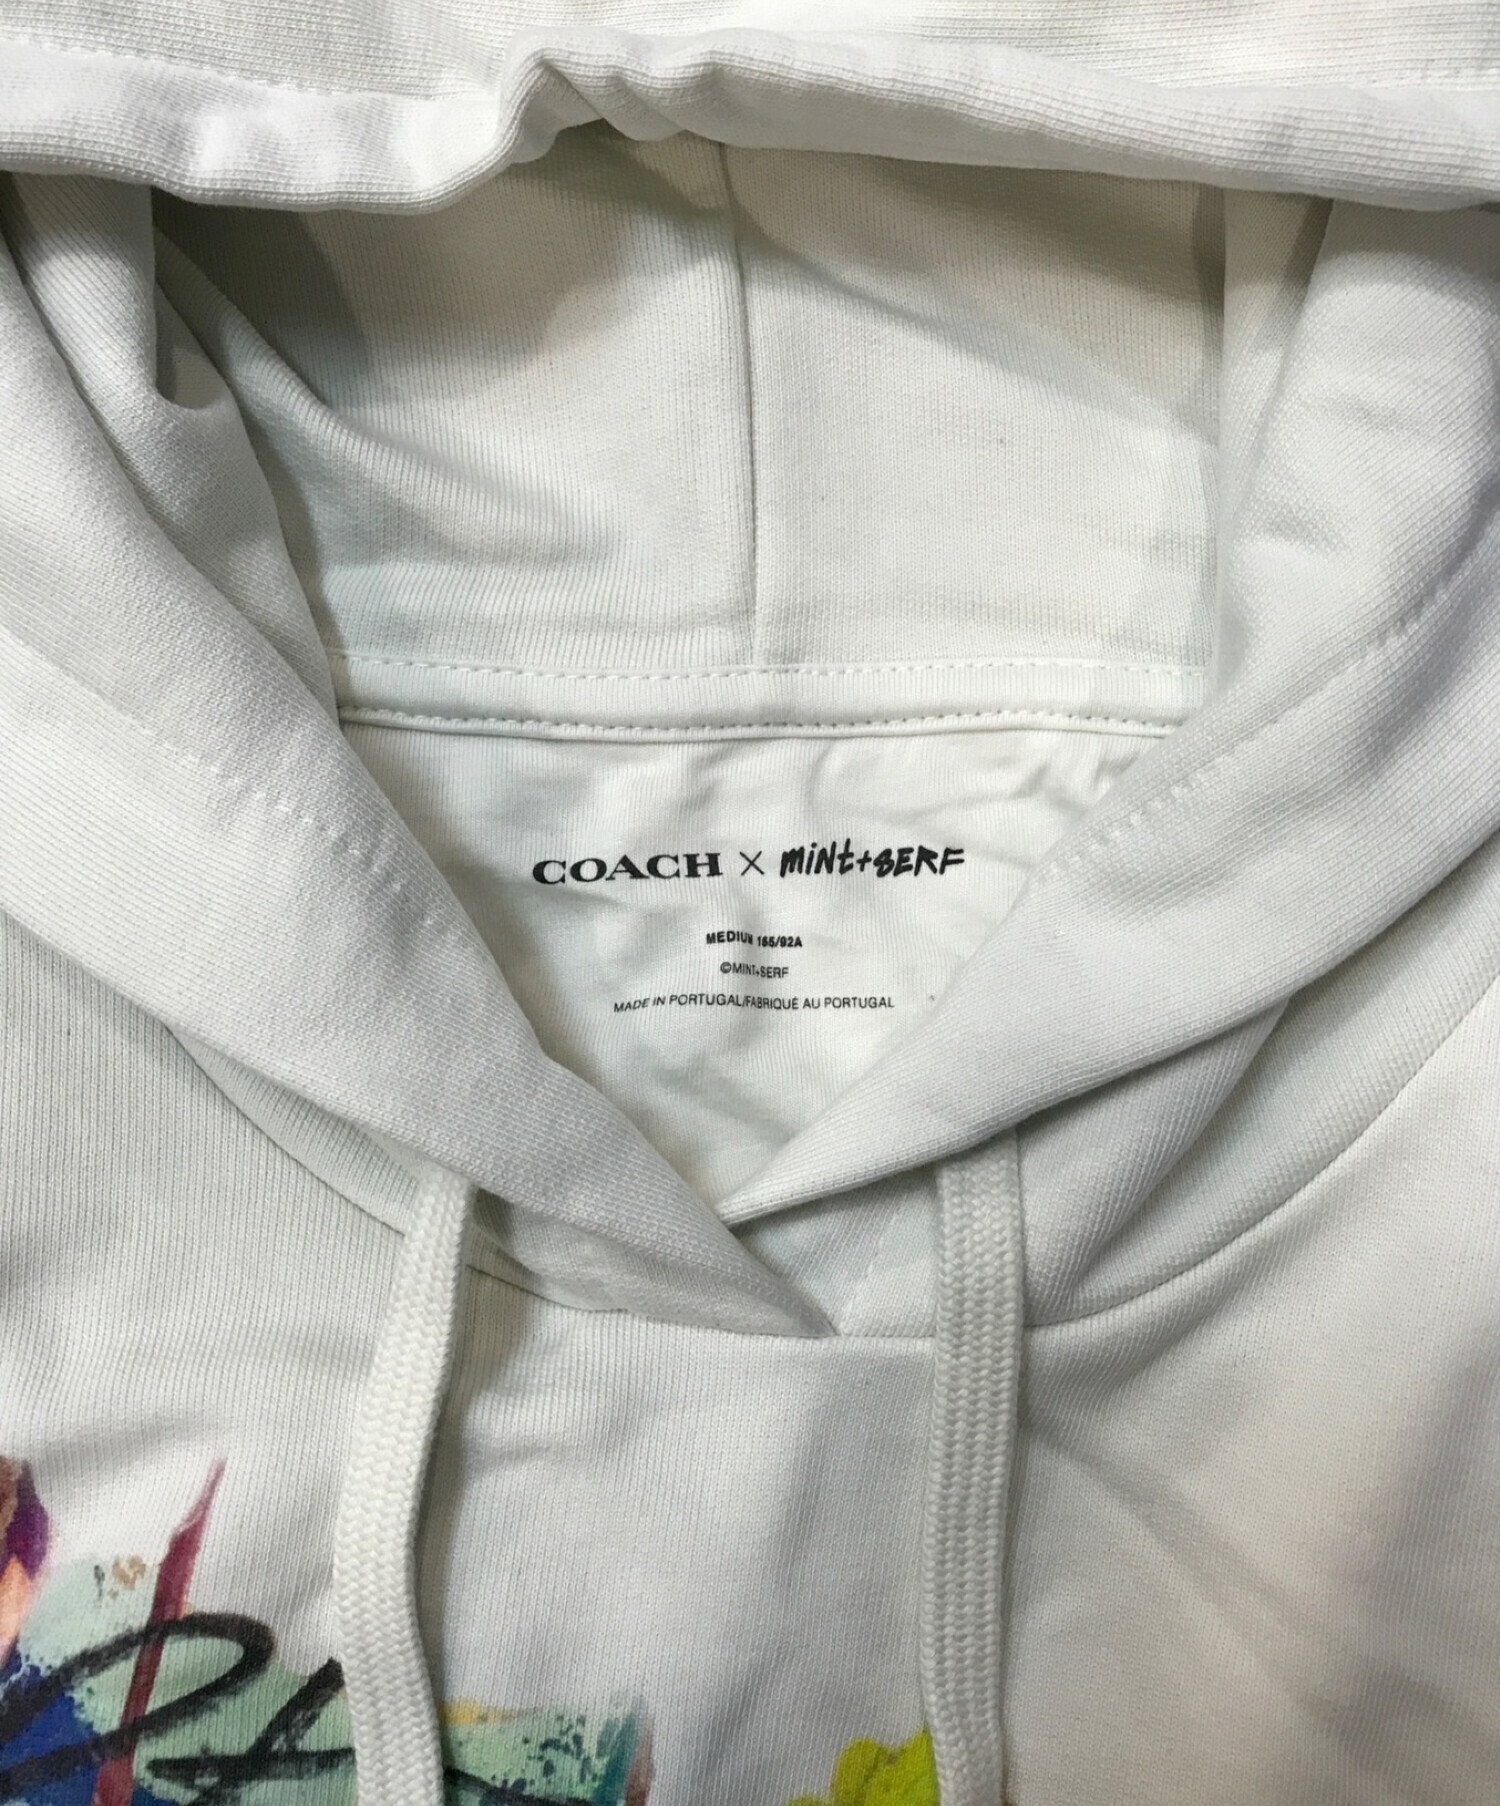 COACH × MINt+SERF
MEDIUM 165/92A
©MINT+SERF
MADE IN PORTUGAL/FABRIQUÉ AU PORTUGAL